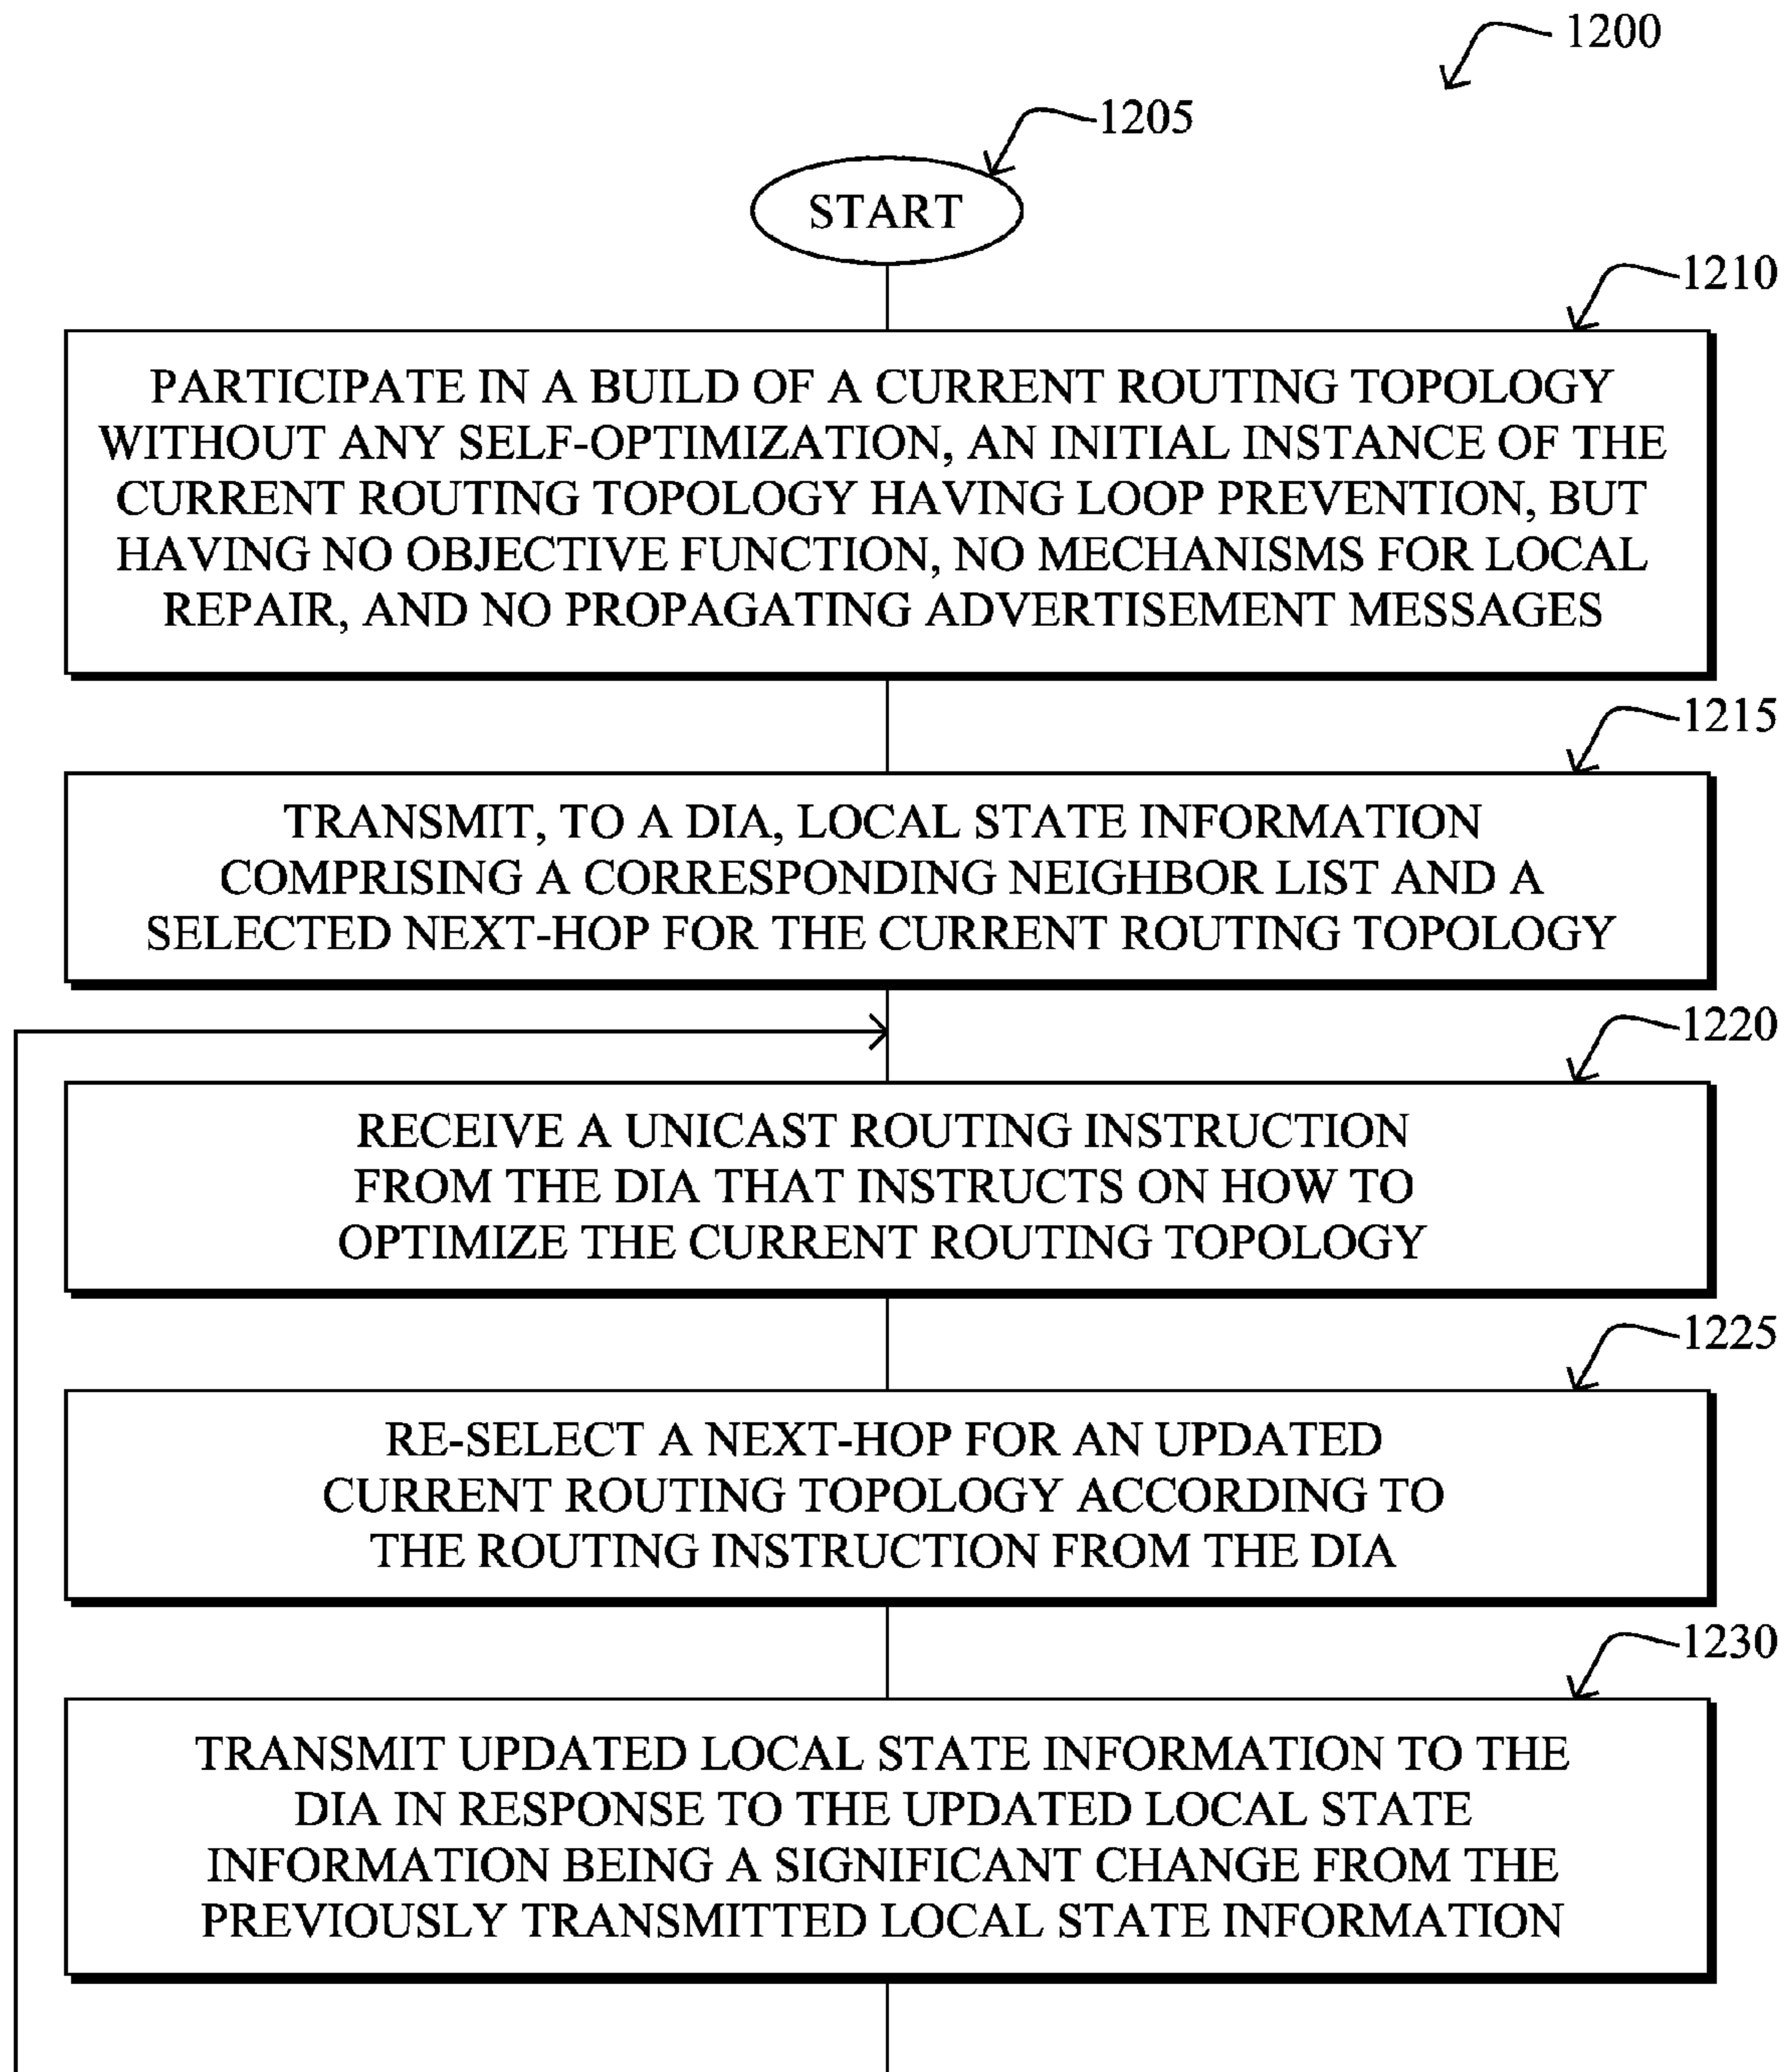 1200
1205
START
1210
PARTICIPATE IN A BUILD OF A CURRENT ROUTING TOPOLOGY
WITHOUT ANY SELF-OPTIMIZATION, AN INITIAL INSTANCE OF THE
CURRENT ROUTING TOPOLOGY HAVING LOOP PREVENTION, BUT
HAVING NO OBJECTIVE FUNCTION, NO MECHANISMS FOR LOCAL
REPAIR, AND NO PROPAGATING ADVERTISEMENT MESSAGES
1215
TRANSMIT, TO A DIA, LOCAL STATE INFORMATION
COMPRISING A CORRESPONDING NEIGHBOR LIST AND A
SELECTED NEXT-HOP FOR THE CURRENT ROUTING TOPOLOGY
1220
RECEIVE A UNICAST ROUTING INSTRUCTION
FROM THE DIA THAT INSTRUCTS ON HOW TO
OPTIMIZE THE CURRENT ROUTING TOPOLOGY
1225
RE-SELECT A NEXT-HOP FOR AN UPDATED
CURRENT ROUTING TOPOLOGY ACCORDING TO
THE ROUTING INSTRUCTION FROM THE DIA
1230
TRANSMIT UPDATED LOCAL STATE INFORMATION TO THE
DIA IN RESPONSE TO THE UPDATED LOCAL STATE
INFORMATION BEING A SIGNIFICANT CHANGE FROM THE
PREVIOUSLY TRANSMITTED LOCAL STATE INFORMATION